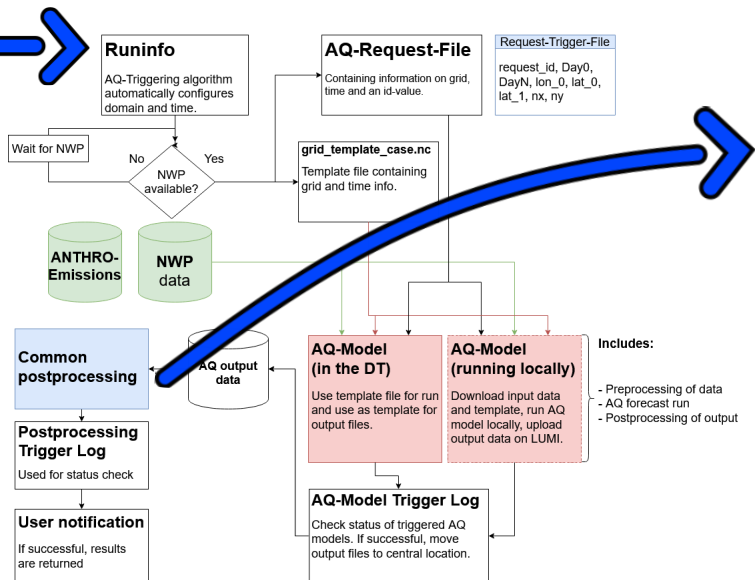 Runinfo
AQ-Triggering algorithm
automatically configures
domain and time.
AQ-Request-File
Containing information on grid,
time and an id-value.
Request-Trigger-File
request_id, Day0,
DayN, lon_0, lat_0,
lat_1, nx, ny
Wait for NWP
No
Yes
NWP
available?
grid_template_case.nc
Template file containing
grid and time info.
ANTHRO-
Emissions
NWP
data
Common
postprocessing
AQ output
data
AQ-Model
(in the DT)
Use template file for run
and use as template for
output files.
AQ-Model
(running locally)
Download input data
and template, run AQ
model locally, upload
output data on LUMI.
Includes:
- Preprocessing of data
- AQ forecast run
- Postprocessing of output
Postprocessing
Trigger Log
Used for status check
User notification
If successful, results
are returned
AQ-Model Trigger Log
Check status of triggered AQ
models. If successful, move
output files to central location.